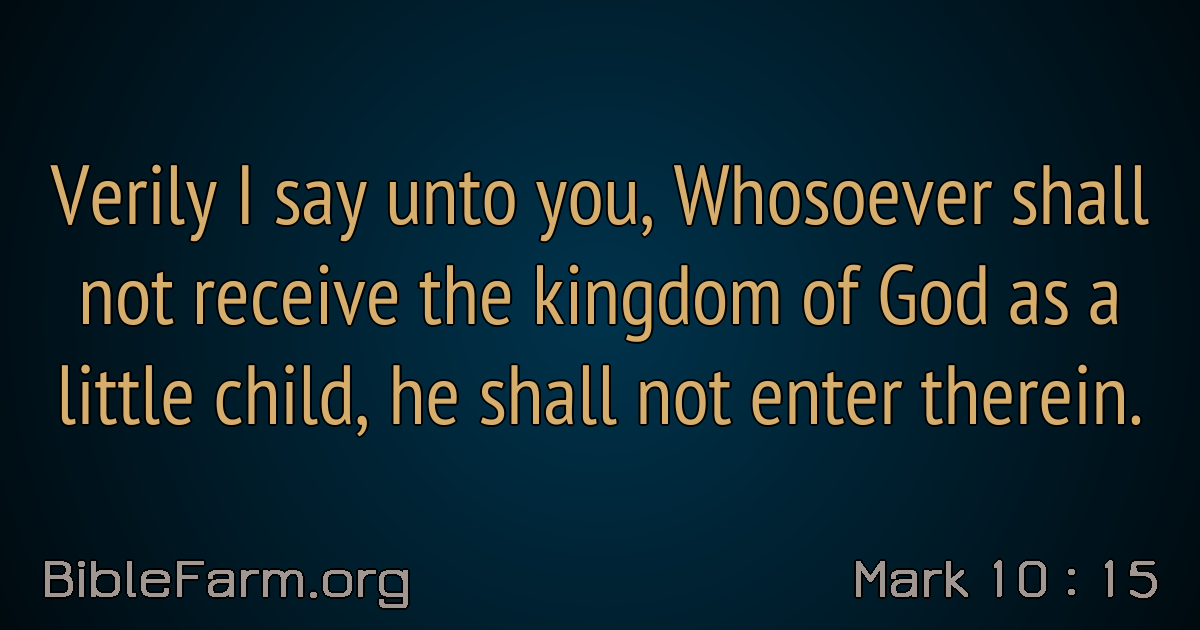 Verily I say unto you, Whosoever shall
not receive the kingdom of God as a
little child, he shall not enter therein.
BibleFarm.org
Mark 10 : 15